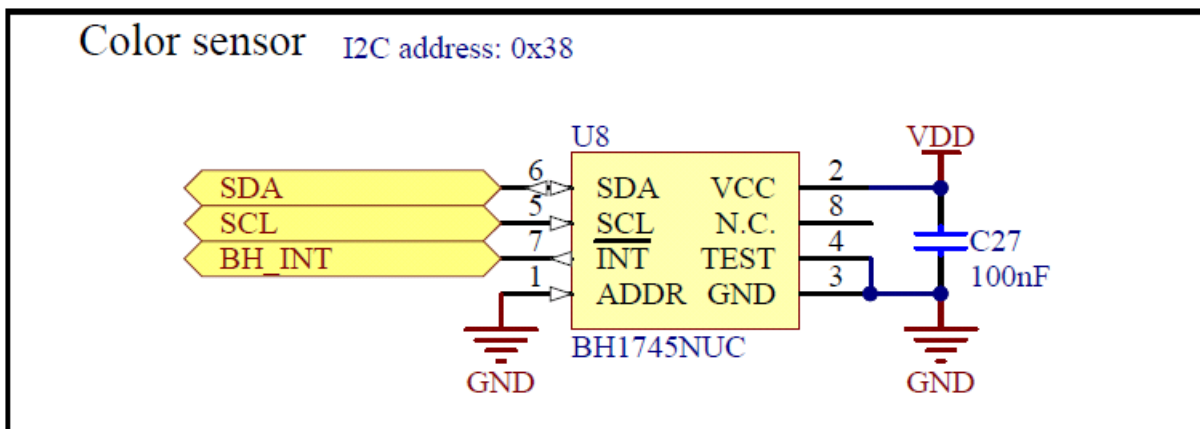 Color sensor I2C address: 0x38
U8
VDD
SDA 6 SDA VCC 2
SCL 5 SCL N.C. 8
BH_INT 7 INT TEST 4
1 ADDR GND 3
C27
100nF
BH1745NUC
GND GND